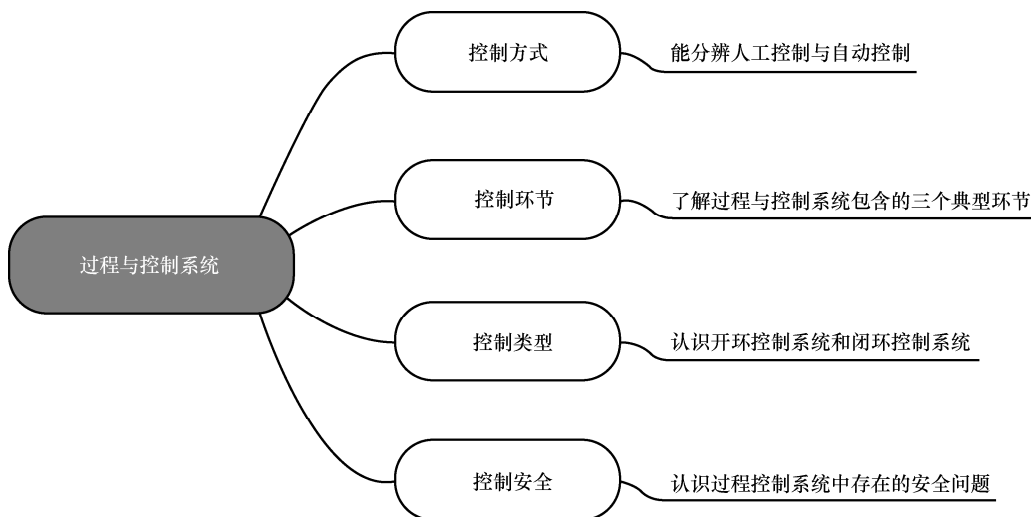 控制方式
能分辨人工控制与自动控制
控制环节
了解过程与控制系统包含的三个典型环节
过程与控制系统
控制类型
认识开环控制系统和闭环控制系统
控制安全
认识过程控制系统中存在的安全问题